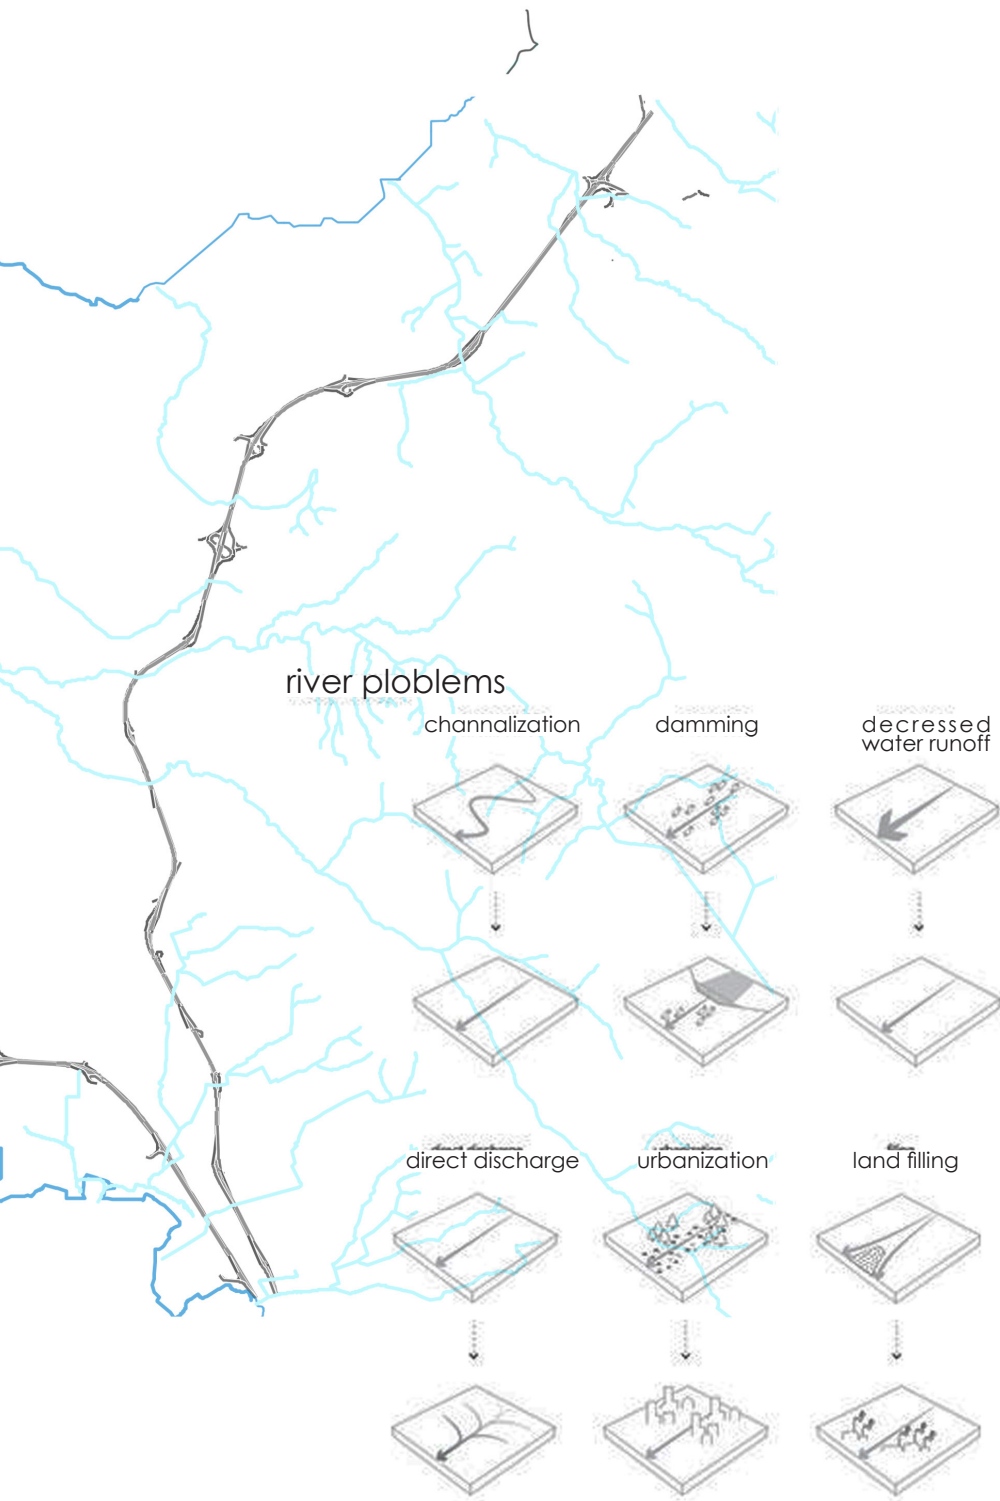 river ploblems
channalization
damming
decressed
water runoff
direct discharge
urbanization
land filling